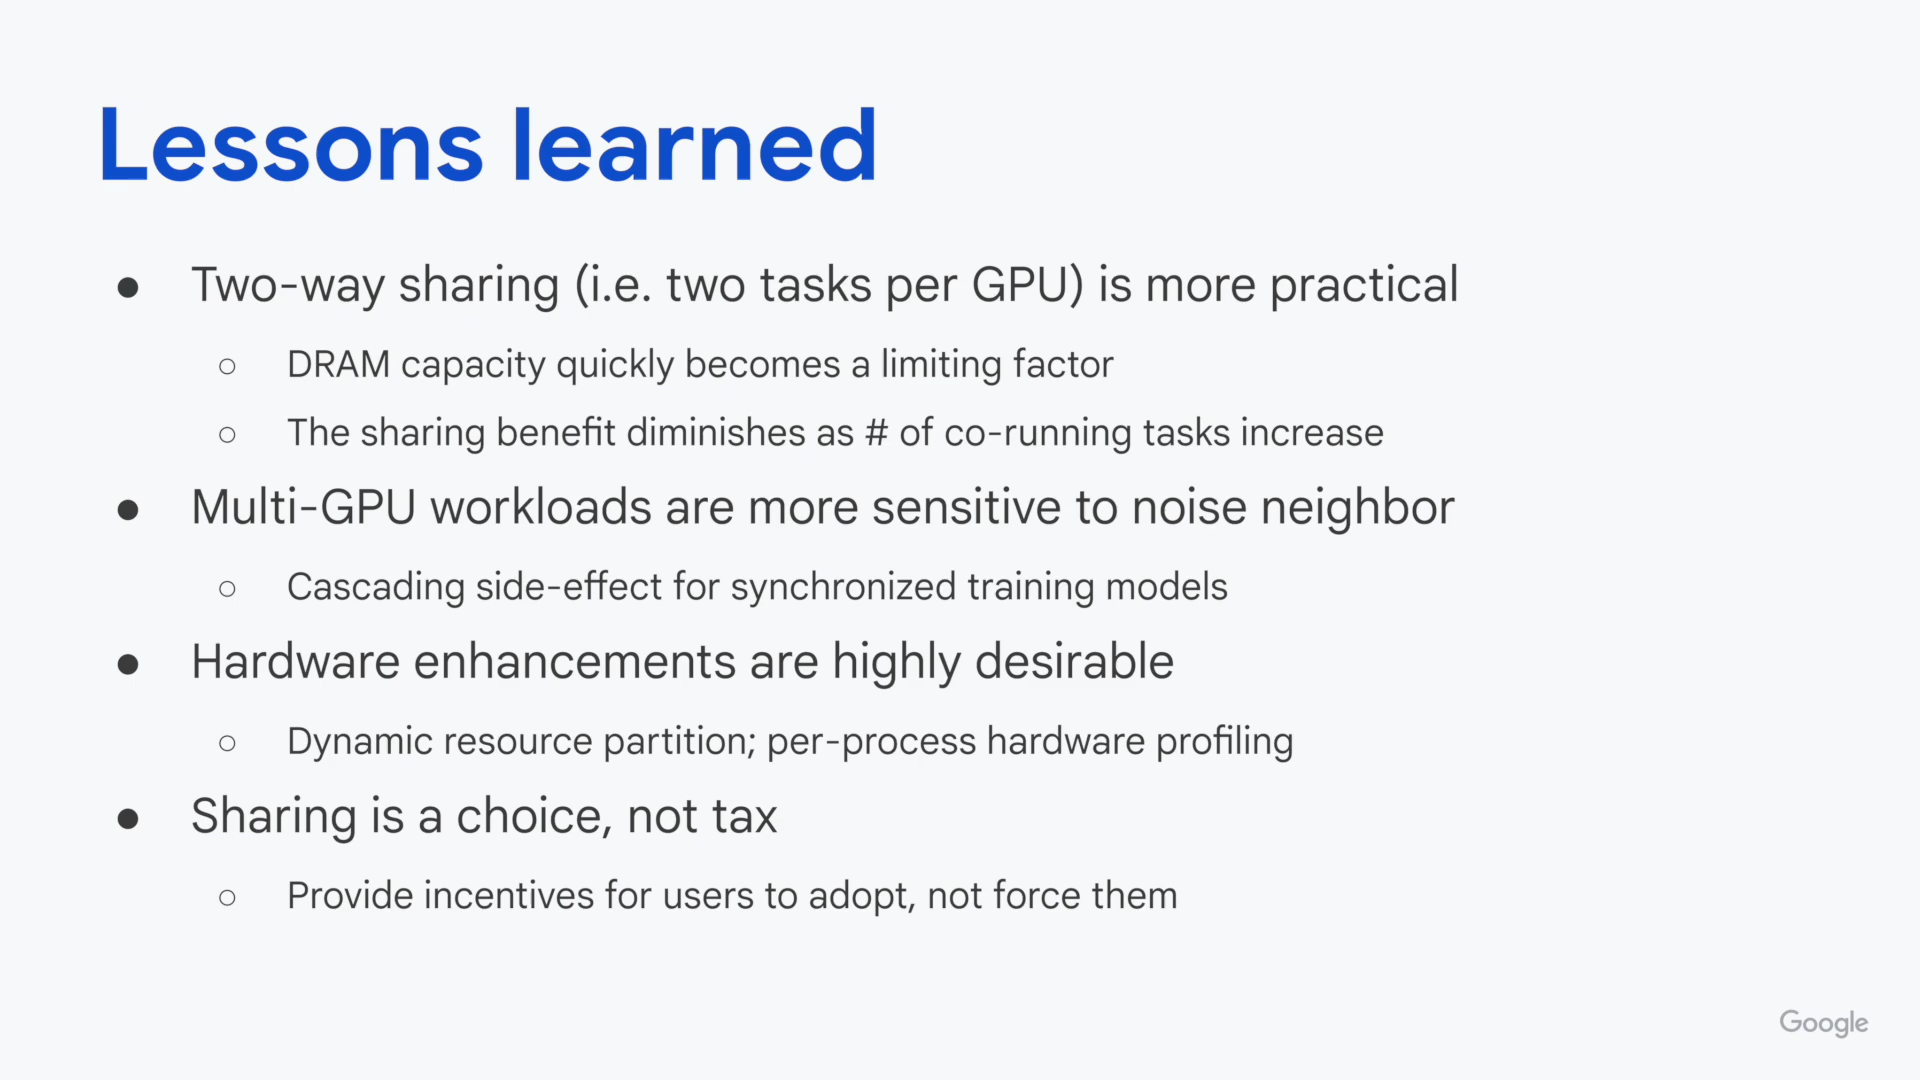 Lessons learned
● Two-way sharing (i.e. two tasks per GPU) is more practical
○ DRAM capacity quickly becomes a limiting factor
○ The sharing benefit diminishes as # of co-running tasks increase
● Multi-GPU workloads are more sensitive to noise neighbor
○ Cascading side-effect for synchronized training models
● Hardware enhancements are highly desirable
○ Dynamic resource partition; per-process hardware profiling
● Sharing is a choice, not tax
○ Provide incentives for users to adopt, not force them
Google